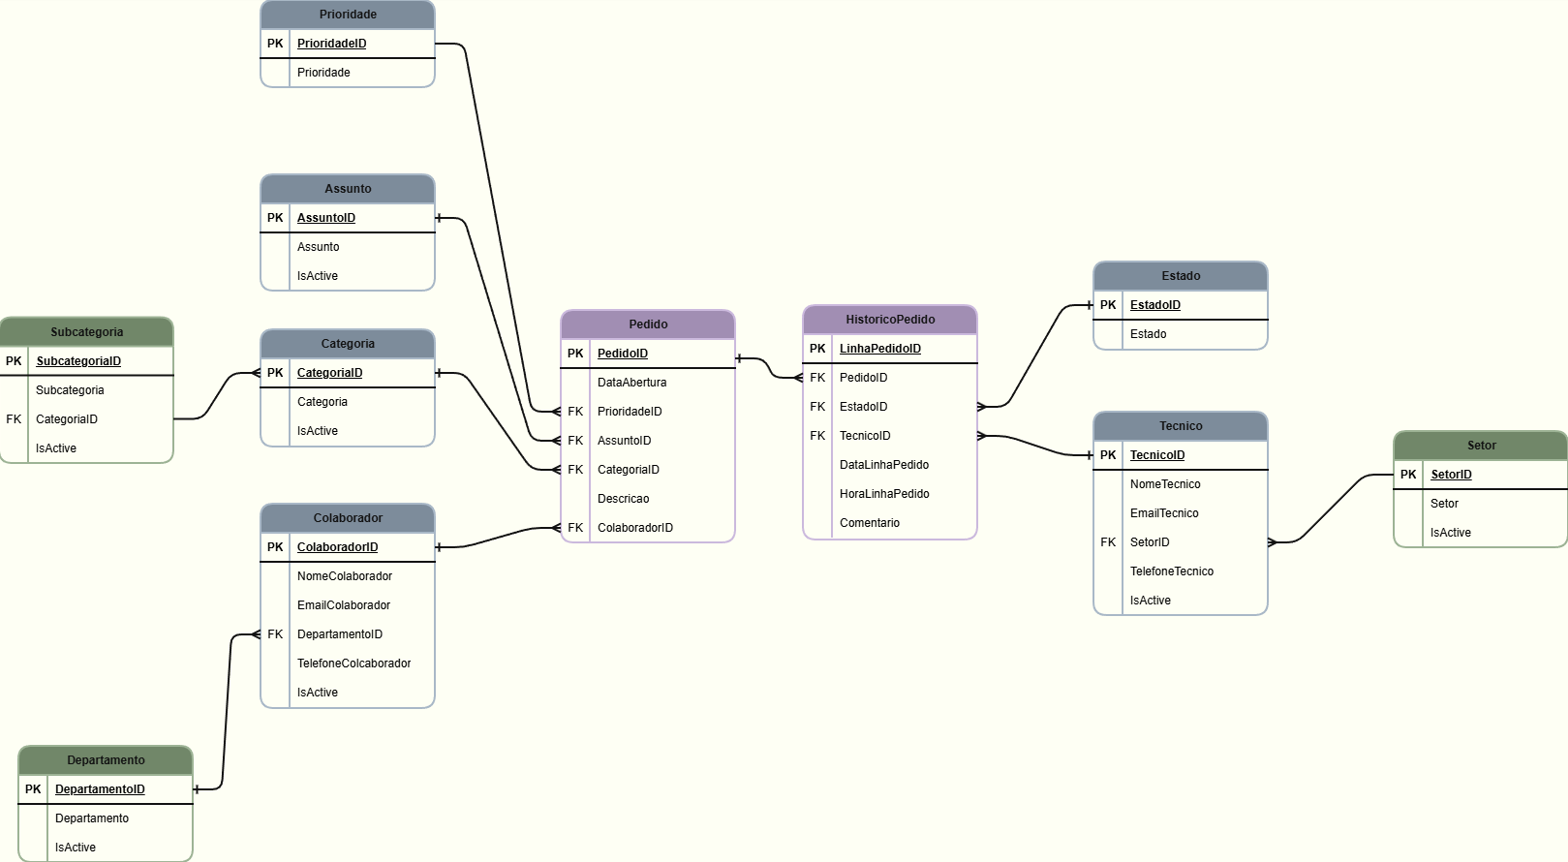 Prioridade
PK PrioridadeID
Prioridade
Assunto
PK AssuntoID
Assunto
IsActive
Subcategoria
PK SubcategoriaID
Subcategoria
FK CategoriaID
IsActive
Categoria
PK CategoriaID
Categoria
IsActive
Colaborador
PK ColaboradorID
NomeColaborador
EmailColaborador
FK DepartamentoID
TelefoneColcaborador
IsActive
Departamento
PK DepartamentoID
Departamento
IsActive
Pedido
PK PedidoID
DataAbertura
FK PrioridadeID
FK AssuntoID
FK CategoriaID
Descricao
FK ColaboradorID
HistoricoPedido
PK LinhaPedidoID
FK PedidoID
FK EstadoID
FK TecnicoID
DataLinhaPedido
HoraLinhaPedido
Comentario
Estado
PK EstadoID
Estado
Tecnico
PK TecnicoID
NomeTecnico
EmailTecnico
FK SetorID
TelefoneTecnico
IsActive
Setor
PK SetorID
Setor
IsActive